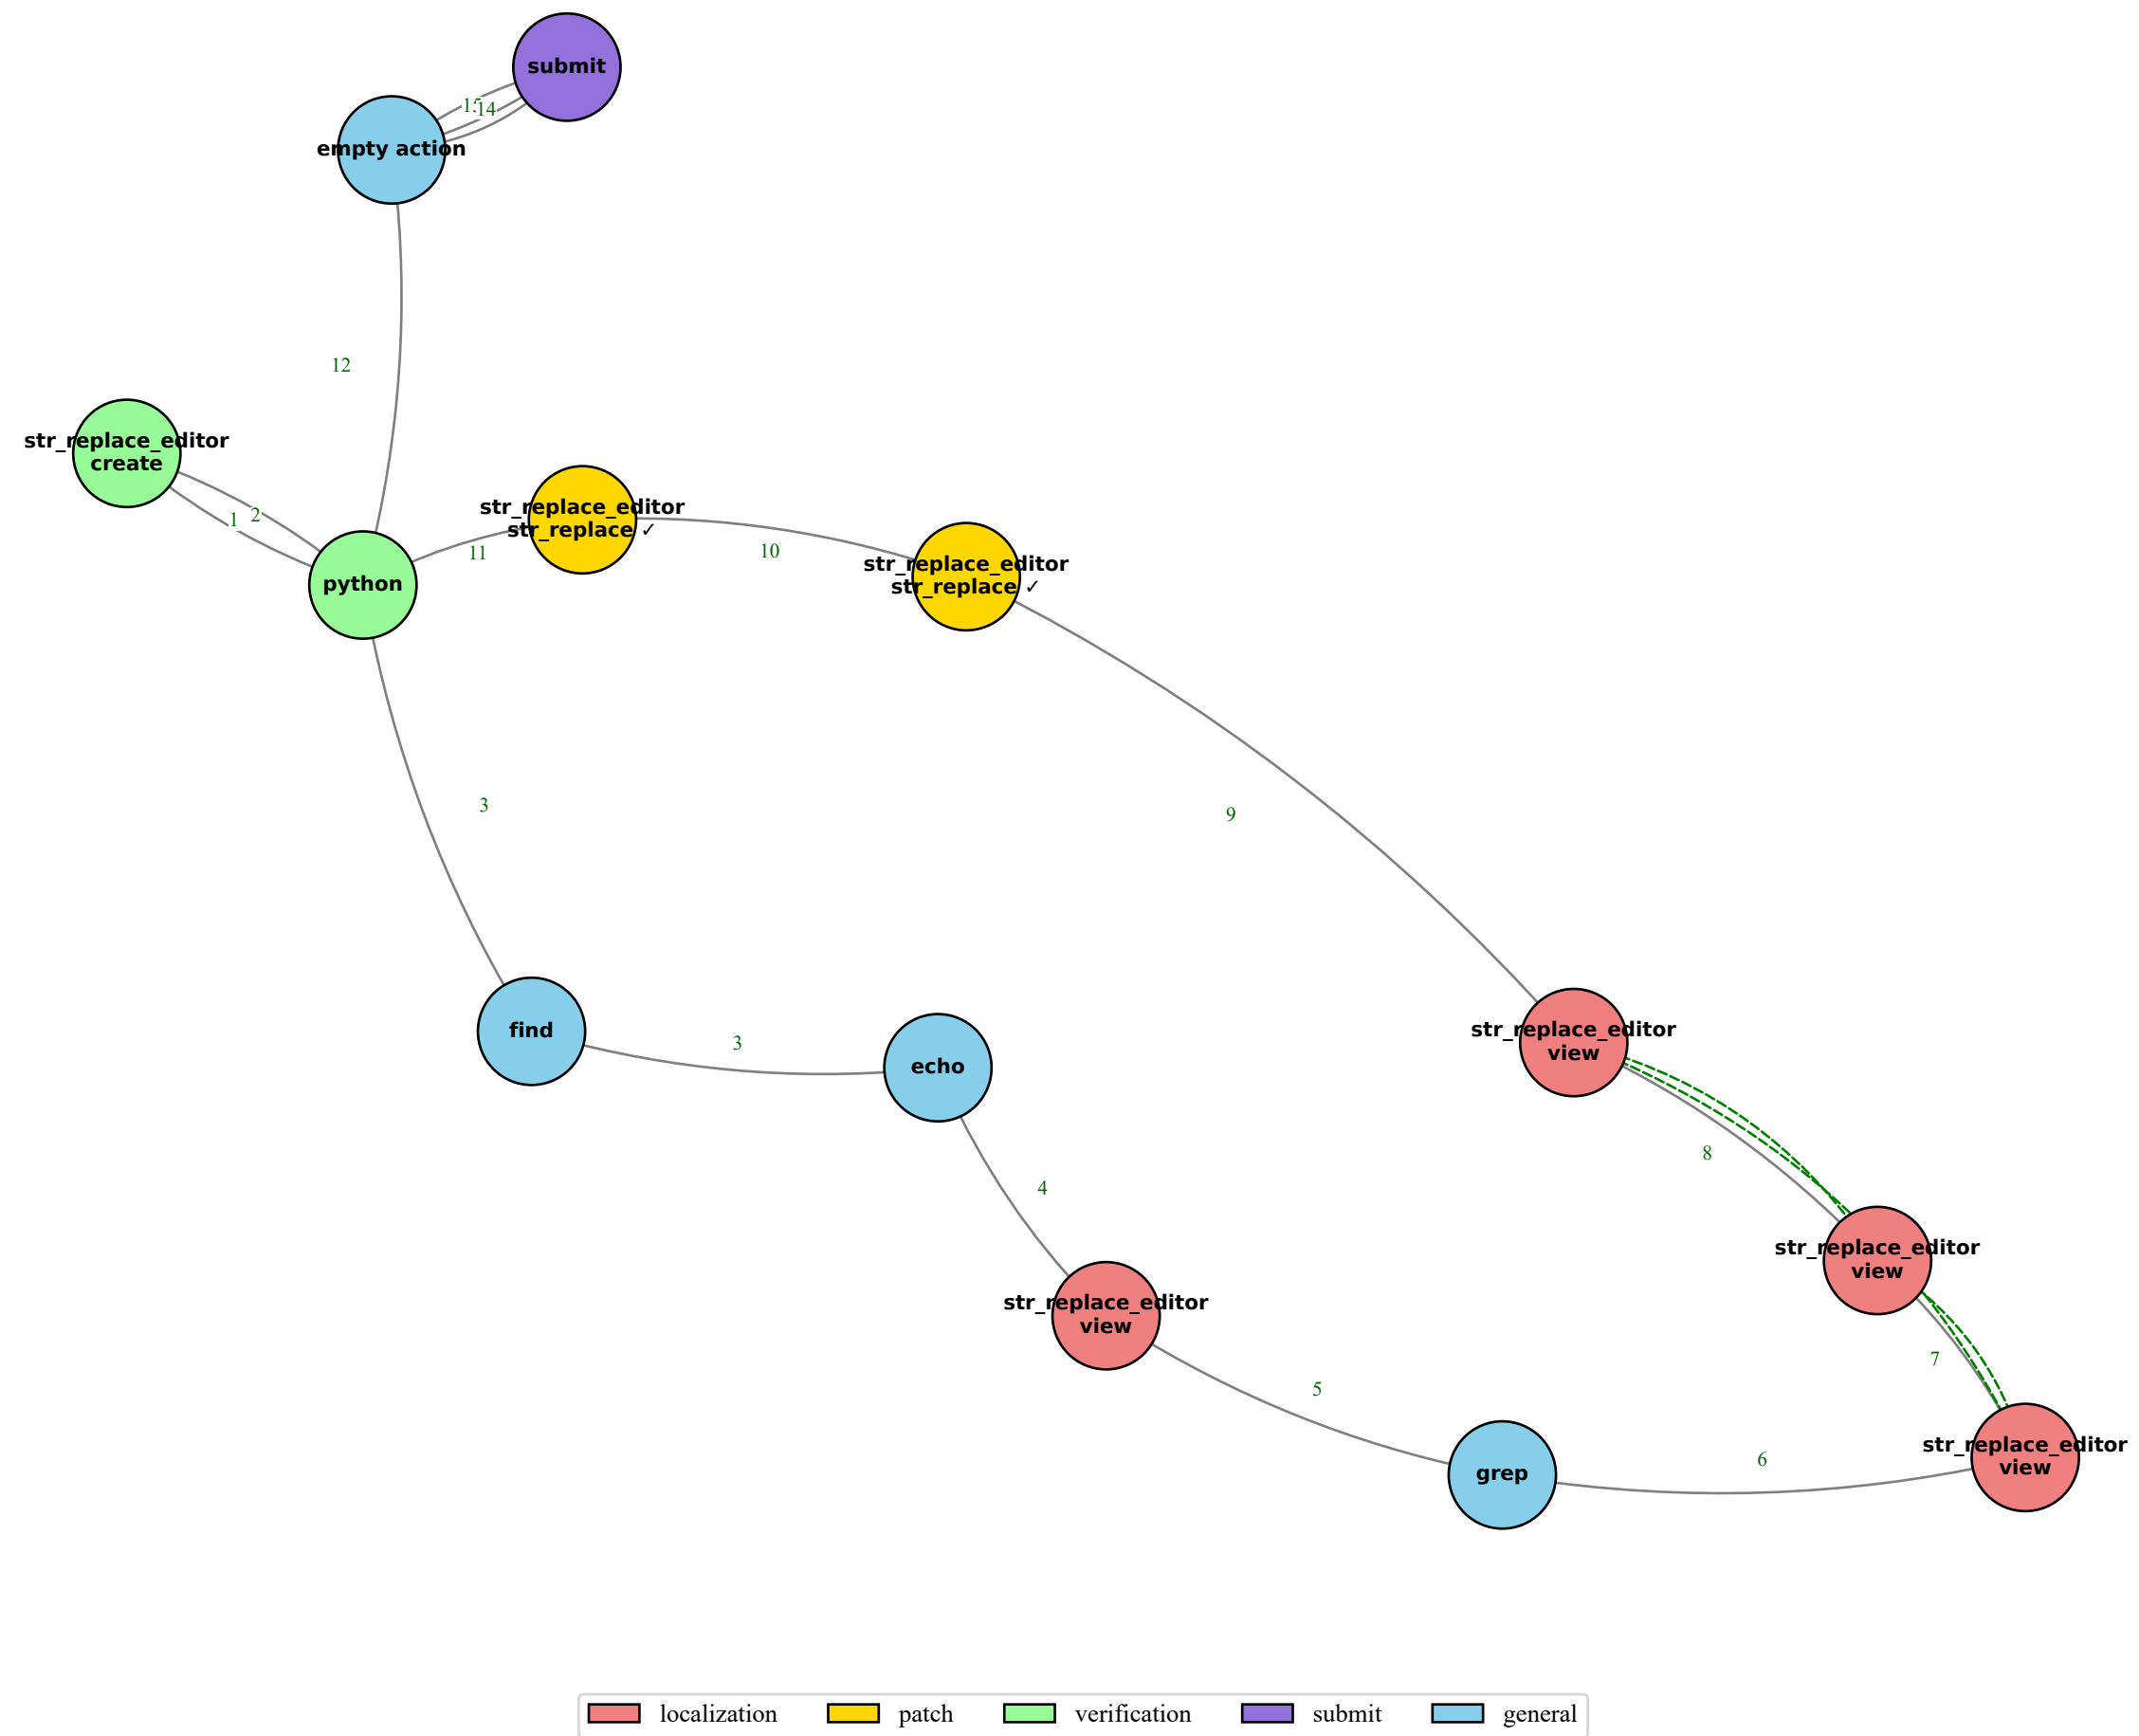 submit
15
14
empty action
12
str_replace_editor
create
1
2
str_replace_editor
str_replace ✓
11
10
str_replace_editor
str_replace ✓
python
3
9
find
3
echo
str_replace_editor
view
8
4
str_replace_editor
view
str_replace_editor
view
7
5
6
grep
str_replace_editor
view
localization patch verification submit general